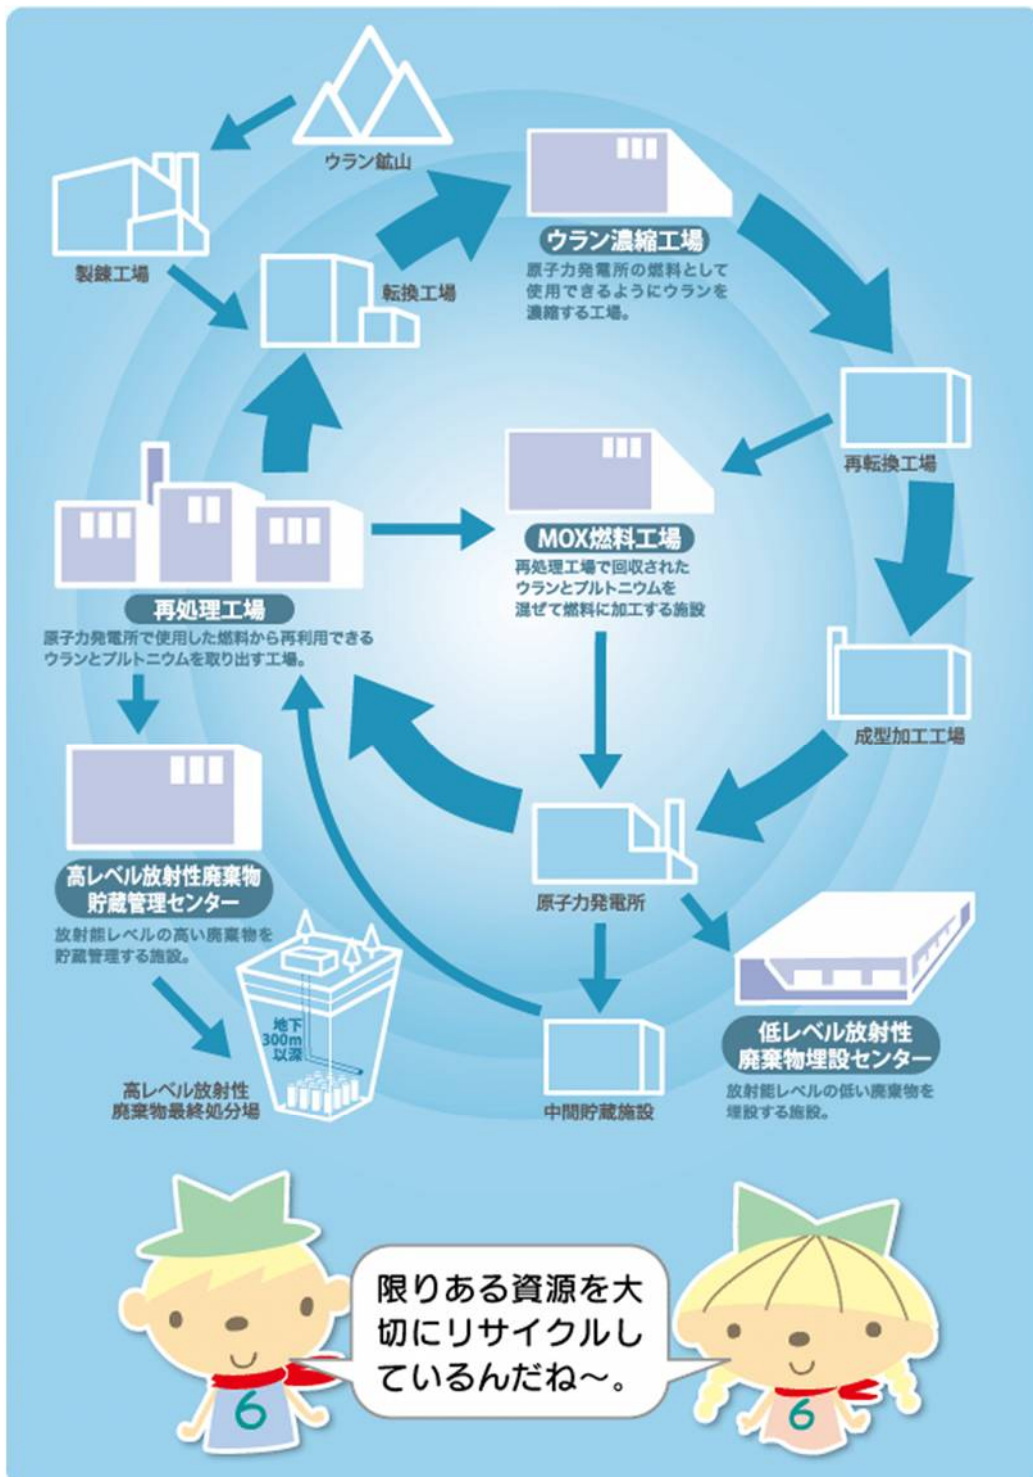 ウラン鉱山
製錬工場
転換工場
ウラン濃縮工場
原子力発電所の燃料として
使用できるようにウランを
濃縮する工場。
再転換工場
MOX燃料工場
再処理工場で回収された
ウランとプルトニウムを
混ぜて燃料に加工する施設
再処理工場
原子力発電所で使用した燃料から再利用できる
ウランとプルトニウムを取り出す工場。
成型加工工場
高レベル放射性廃棄物
貯蔵管理センター
放射能レベルの高い廃棄物を
貯蔵管理する施設。
原子力発電所
地下
300m
以深
高レベル放射性
廃棄物最終処分場
中間貯蔵施設
低レベル放射性
廃棄物埋設センター
放射能レベルの低い廃棄物を
埋設する施設。
限りある資源を大
切にリサイクルし
ているんだね～。
6
6